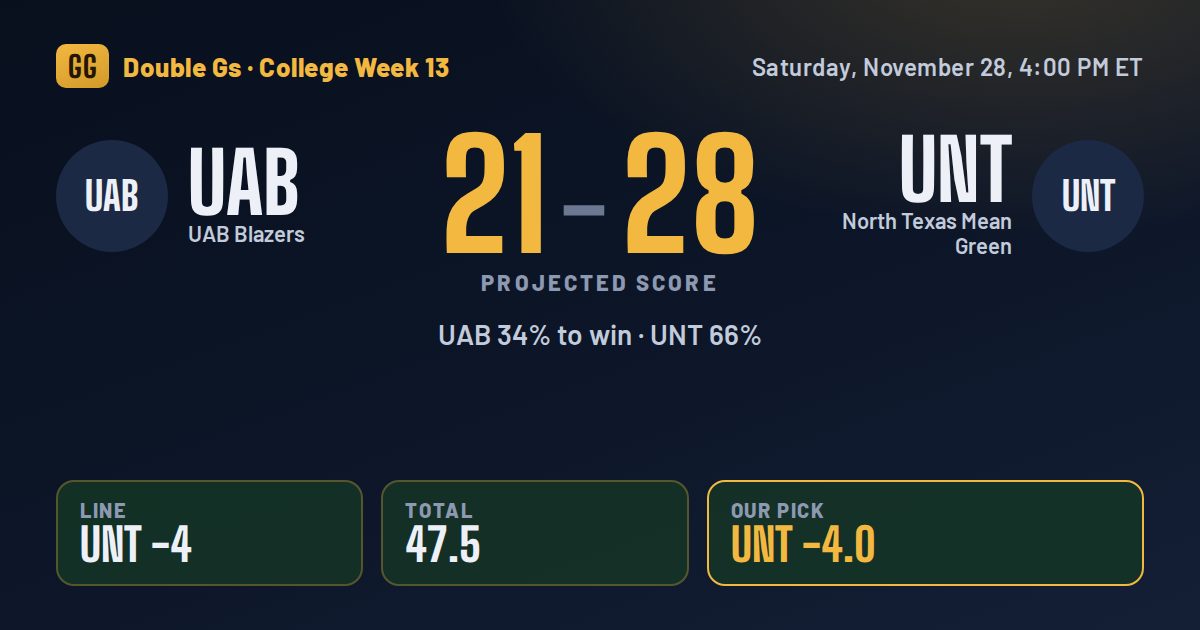 GG
Double Gs · College Week 13
Saturday, November 28, 4:00 PM ET
UAB
UAB
UAB Blazers
21 – 28
PROJECTED SCORE
UAB 34% to win · UNT 66%
UNT
North Texas Mean
Green
UNT
LINE
UNT −4
TOTAL
47.5
OUR PICK
UNT −4.0